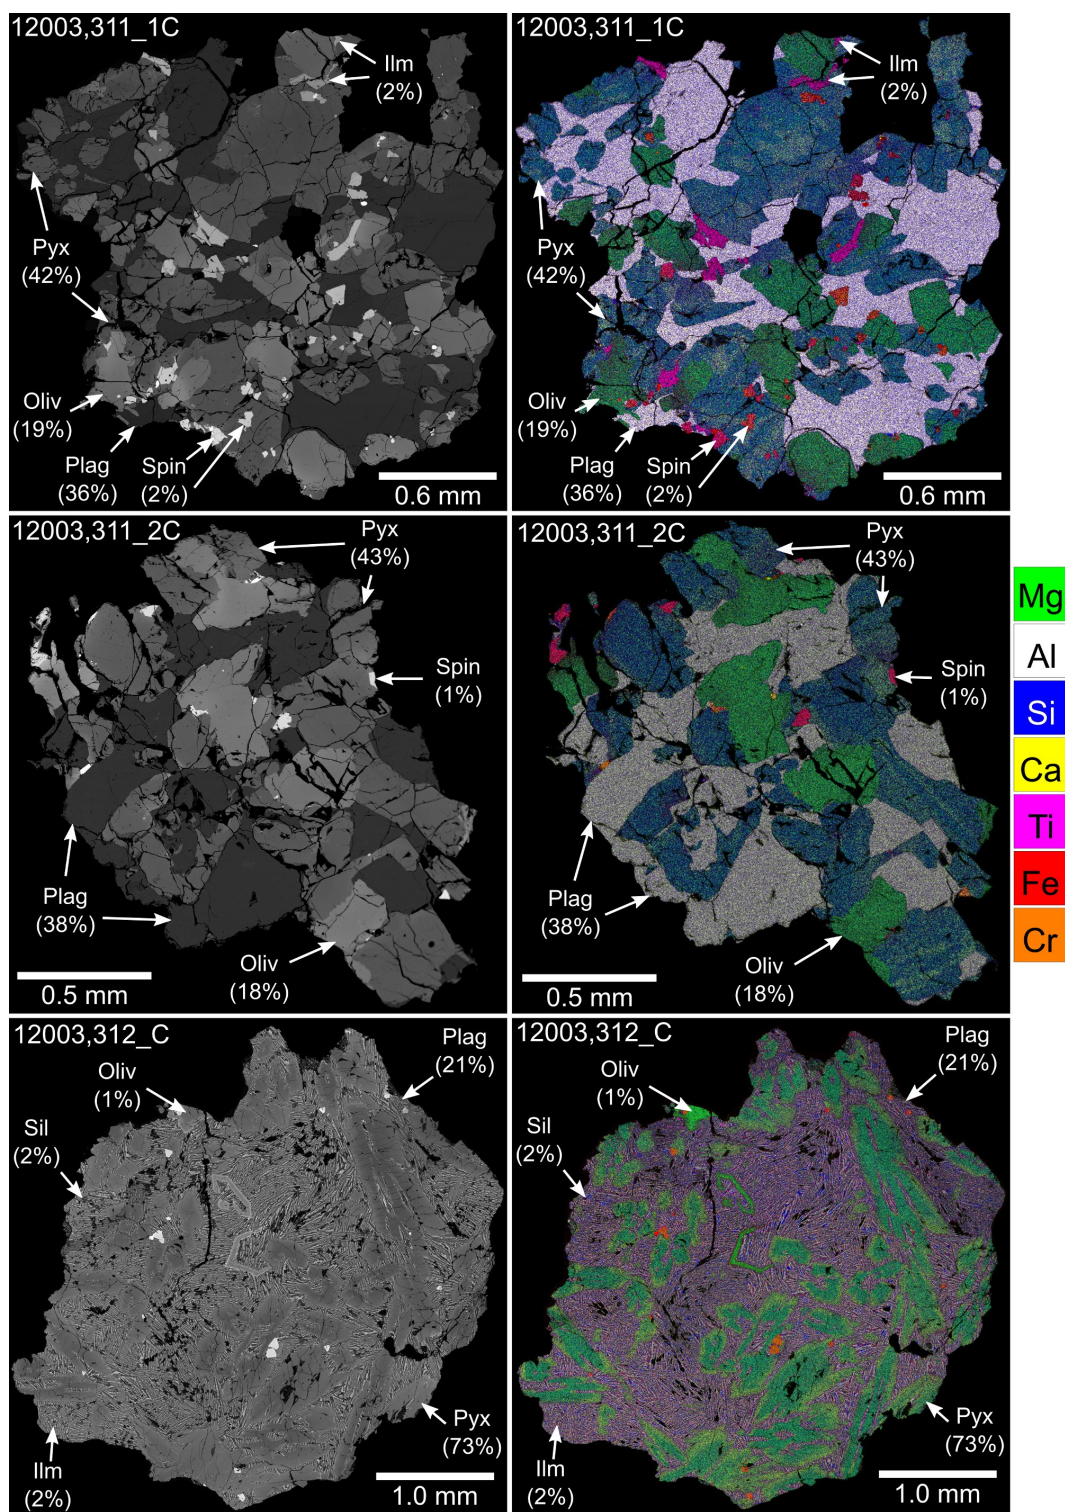 12003,311_1C
Ilm
(2%)
Pyx
(42%)
Oliv
(19%)
Plag
(36%)
Spin
(2%)
0.6 mm
12003,311_1C
Ilm
(2%)
Pyx
(42%)
Oliv
(19%)
Plag
(36%)
Spin
(2%)
0.6 mm
12003,311_2C
Pyx
(43%)
Spin
(1%)
Plag
(38%)
Oliv
(18%)
0.5 mm
12003,311_2C
Pyx
(43%)
Spin
(1%)
Plag
(38%)
Oliv
(18%)
0.5 mm
12003,312_C
Plag
(21%)
Oliv
(1%)
Sil
(2%)
Pyx
(73%)
Ilm
(2%)
1.0 mm
12003,312_C
Plag
(21%)
Oliv
(1%)
Sil
(2%)
Pyx
(73%)
Ilm
(2%)
1.0 mm
Mg
Al
Si
Ca
Ti
Fe
Cr